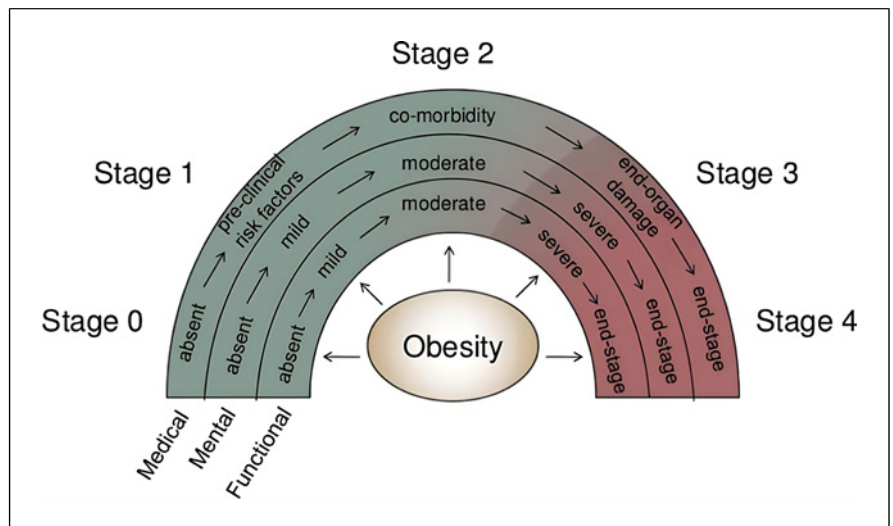 Stage 2
co-morbidity
Stage 1
pre-clinical
risk factors
moderate
end-organ
damage
Stage 3
mild
moderate
severe
mild
severe
Stage 0
absent
absent
absent
Obesity
end-stage
end-stage
end-stage
Stage 4
Medical
Mental
Functional